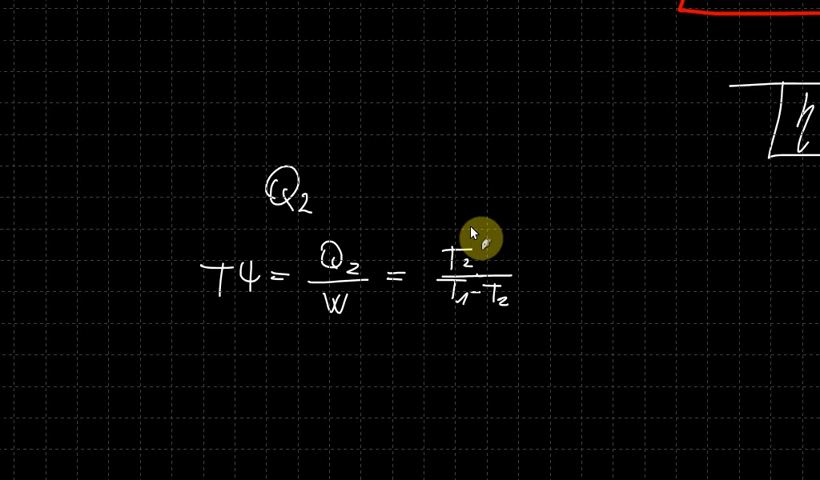 η
Q₂
TΨ = Q₂/W = T₂/(T₁-T₂)